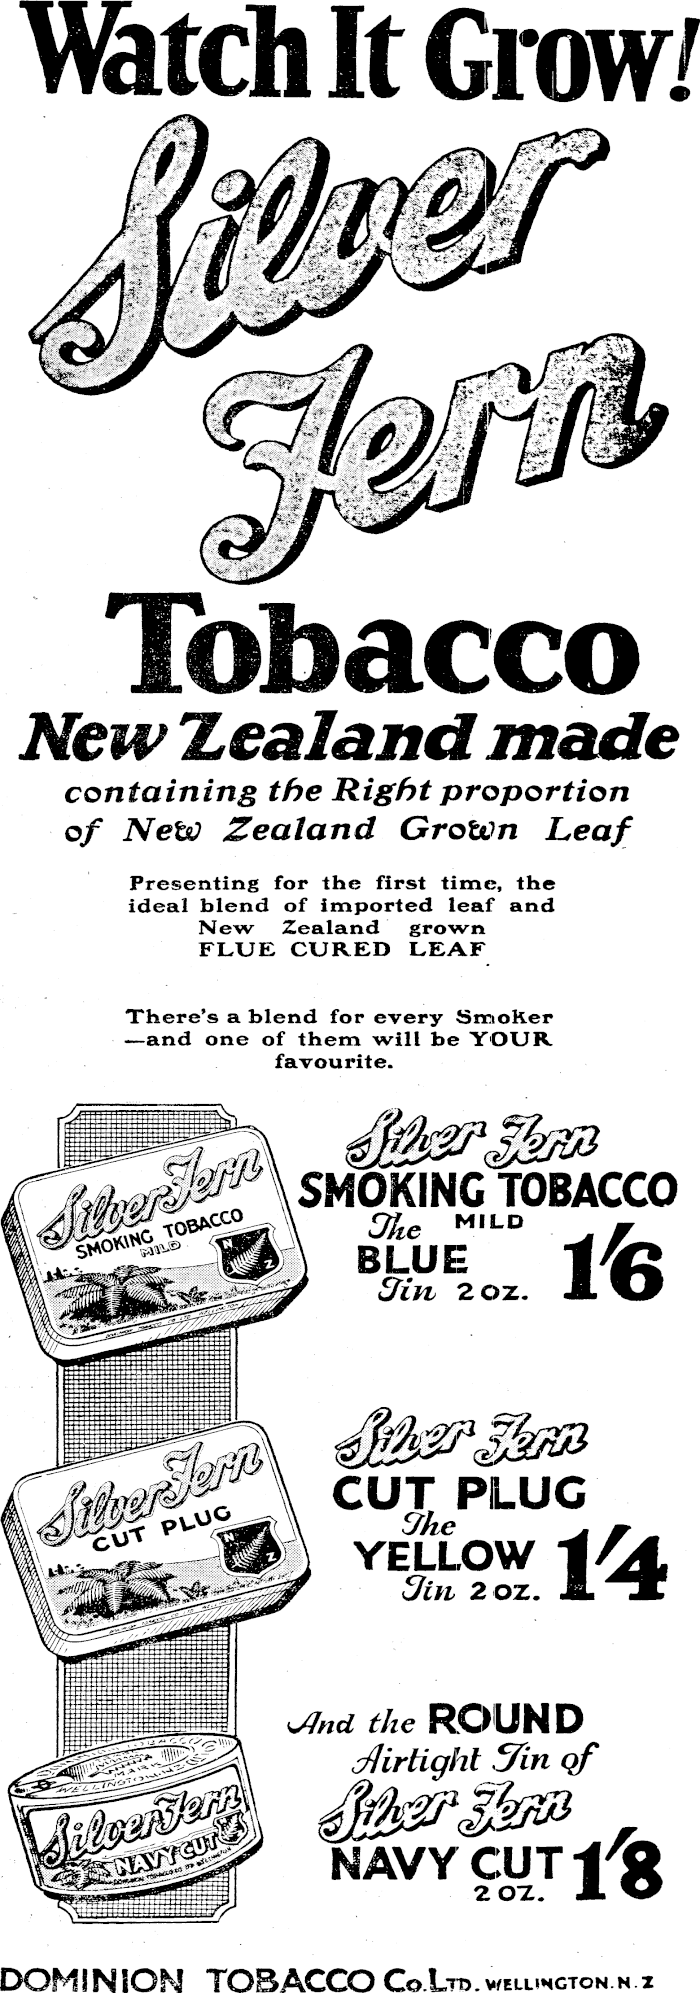 Watch It Grow!
Silver
Fern
Tobacco
New Zealand made
containing the Right proportion
of New Zealand Grown Leaf
Presenting for the first time, the
ideal blend of imported leaf and
New Zealand grown
FLUE CURED LEAF
There's a blend for every Smoker
—and one of them will be YOUR
favourite.
Silver Fern
SMOKING TOBACCO
MILD
N Z
Silver Fern
SMOKING TOBACCO
The MILD
BLUE
Tin 2 oz. 1'6
Silver Fern
CUT PLUG
N Z
Silver Fern
CUT PLUG
The
YELLOW
Tin 2 oz. 1'4
WELLINGTON
Silver Fern
NAVY CUT
And the ROUND
Airtight Tin of
Silver Fern
NAVY CUT 1'8
2 OZ.
DOMINION TOBACCO Co. LTD. WELLINGTON. N. Z